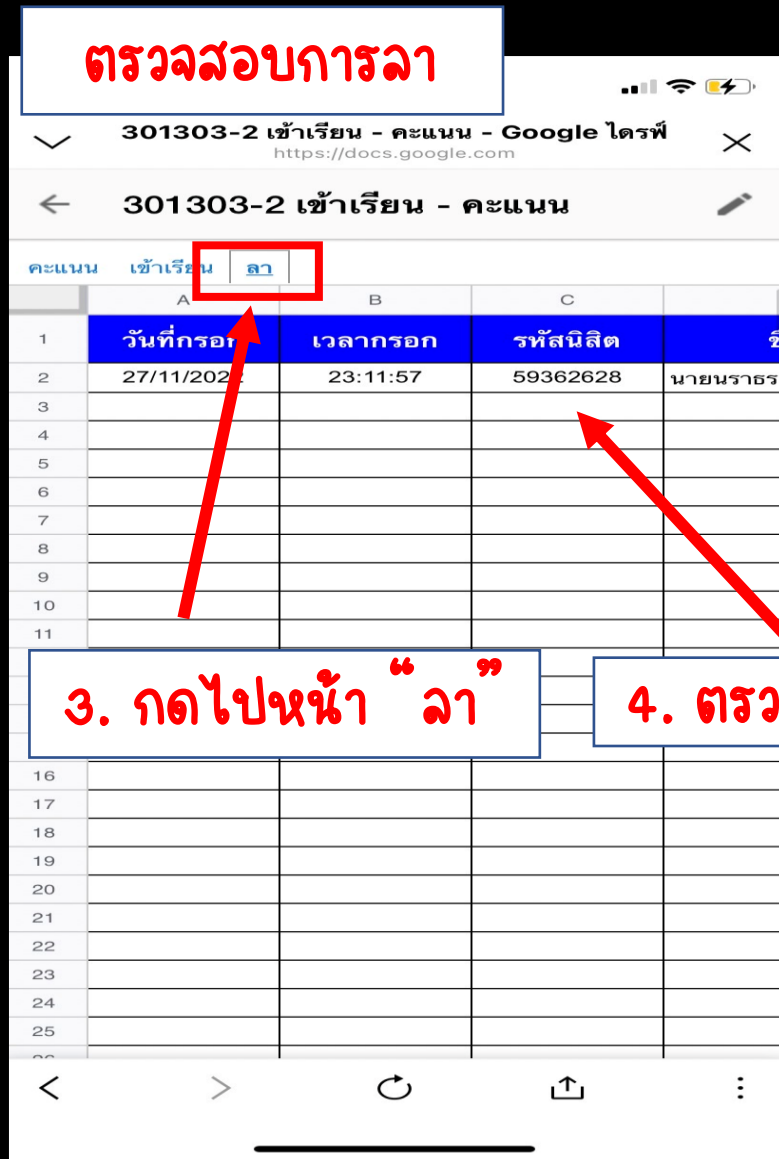 ตรวจสอบการลา
301303-2 เข้าเรียน - คะแนน - Google ไดรฟ์
https://docs.google.com
301303-2 เข้าเรียน - คะแนน
คะแนน เข้าเรียน ลา
A B C
1 วันที่กรอก เวลากรอก รหัสนิสิต
2 27/11/2022 23:11:57 59362628 นายนราธร
3
4
5
6
7
8
9
10
11
3. กดไปหน้า “ลา”
4. ตรว
16
17
18
19
20
21
22
23
24
25